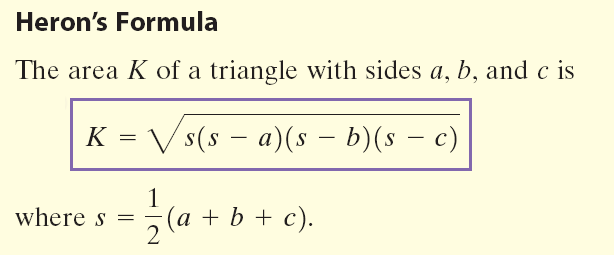 Heron's Formula
The area K of a triangle with sides a, b, and c is
K = √s(s − a)(s − b)(s − c)
where s = 1/2(a + b + c).